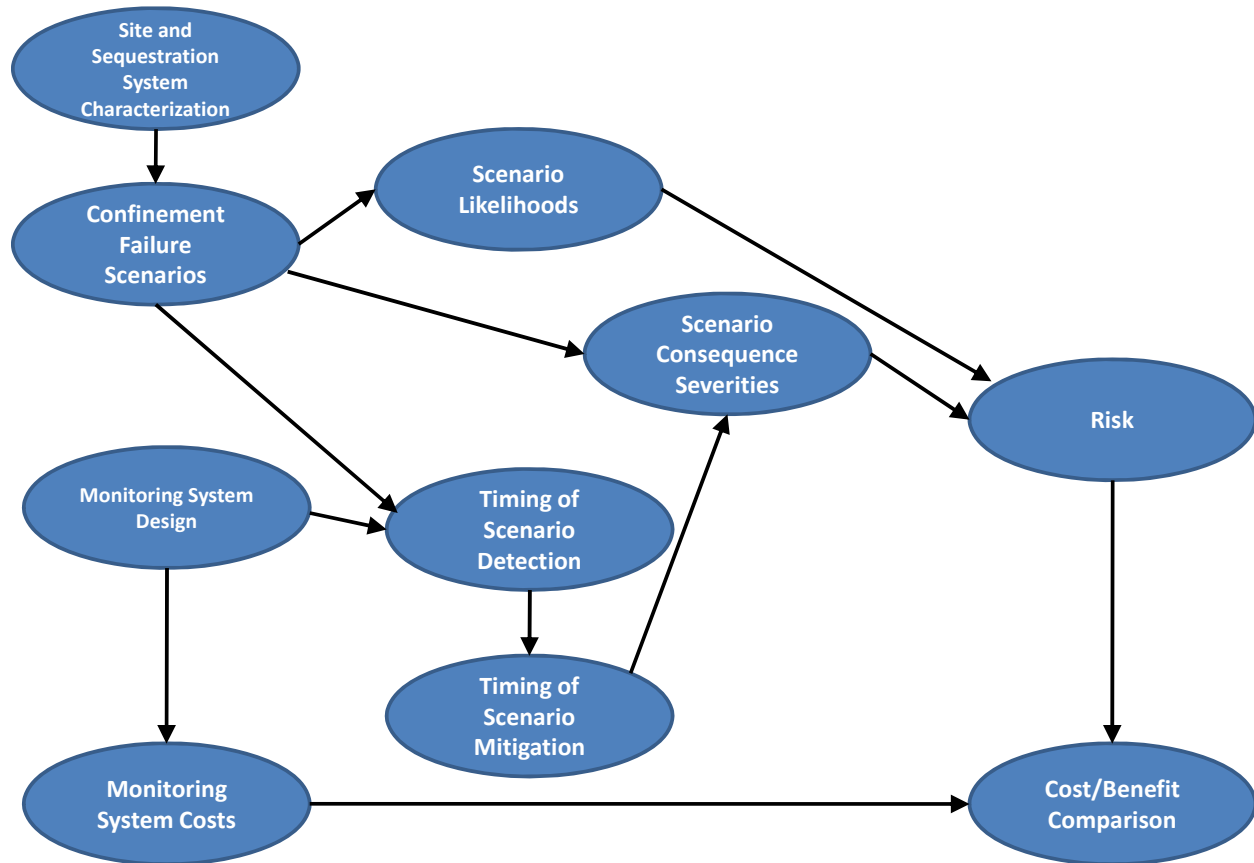 Site and
Sequestration
System
Characterization
Confinement
Failure
Scenarios
Scenario
Likelihoods
Scenario
Consequence
Severities
Risk
Monitoring System
Design
Timing of
Scenario
Detection
Timing of
Scenario
Mitigation
Monitoring
System Costs
Cost/Benefit
Comparison